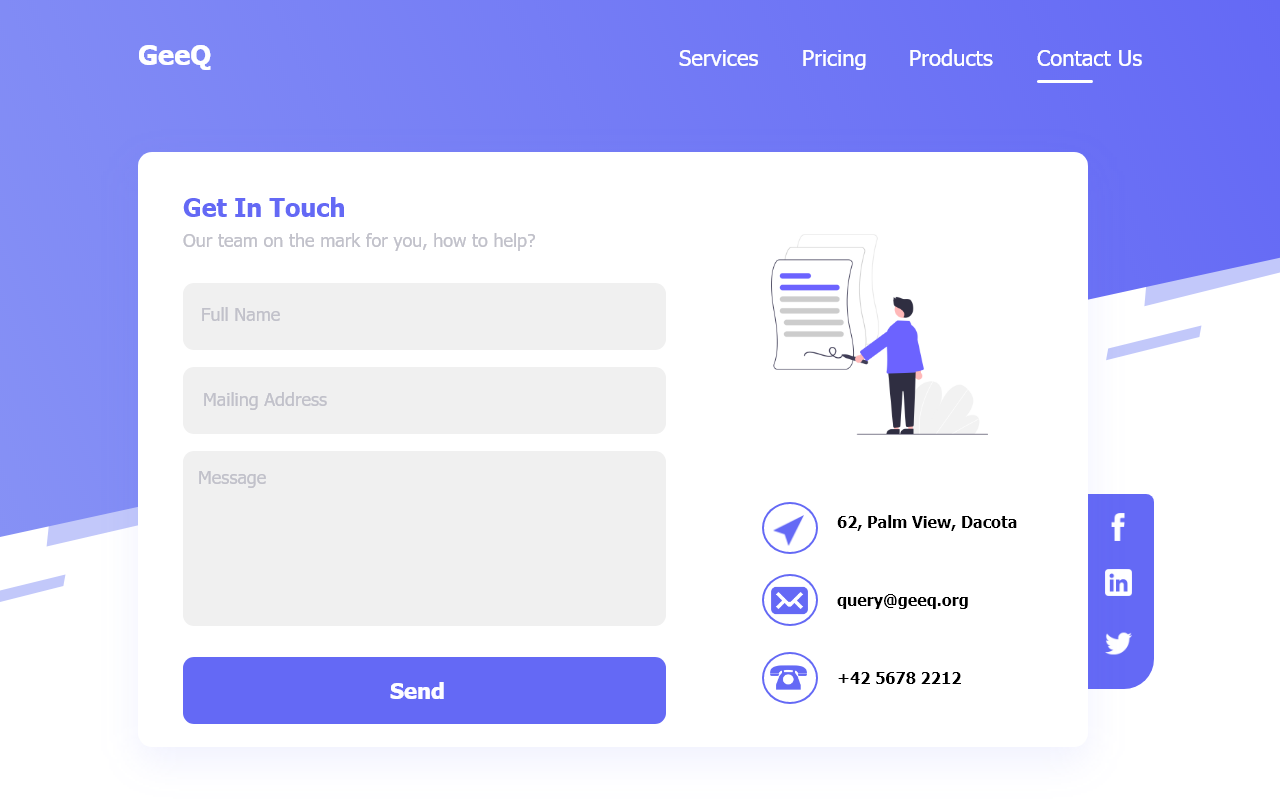 GeeQ
Services Pricing Products Contact Us
Get In Touch
Our team on the mark for you, how to help?
Full Name
Mailing Address
Message
Send
62, Palm View, Dacota
query@geeq.org
+42 5678 2212